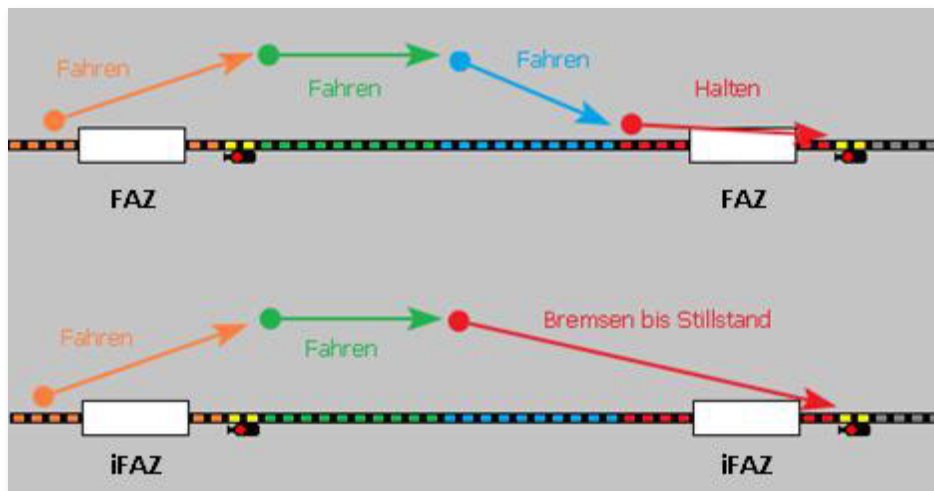 Fahren
Fahren
Fahren
Halten
FAZ
FAZ
Fahren
Fahren
Bremsen bis Stillstand
iFAZ
iFAZ